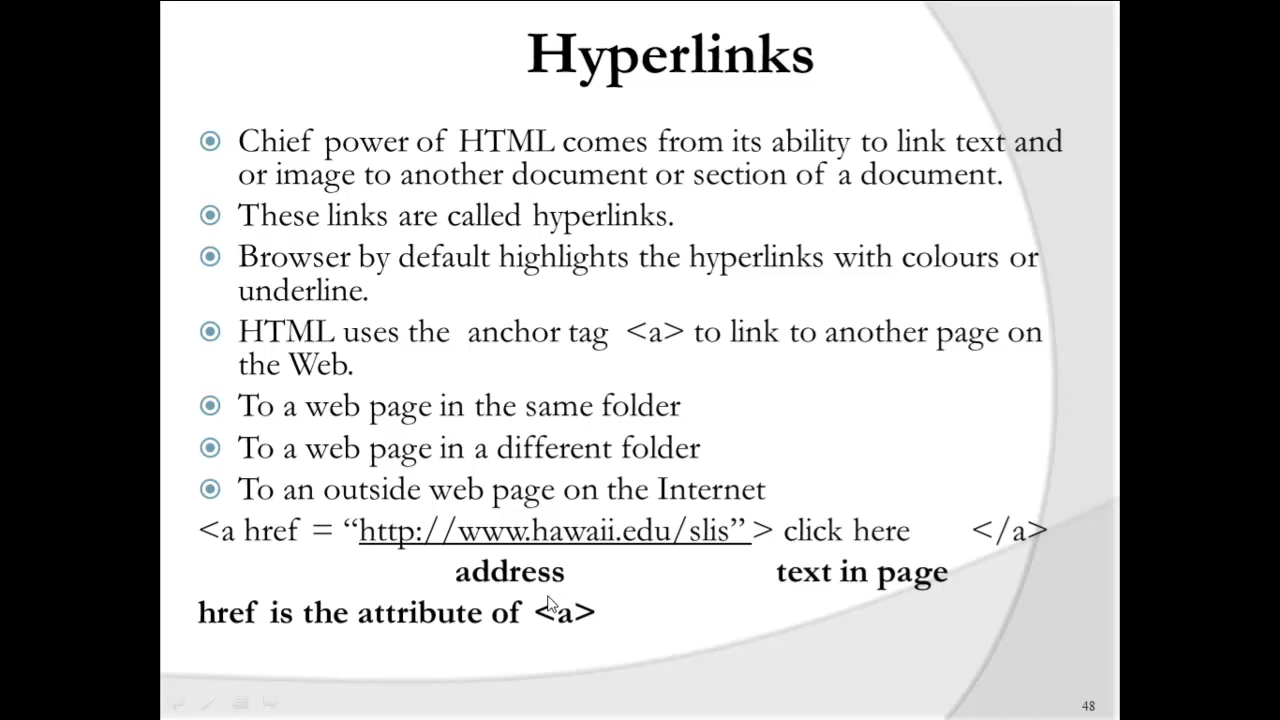 Hyperlinks
Chief power of HTML comes from its ability to link text and
or image to another document or section of a document.
These links are called hyperlinks.
Browser by default highlights the hyperlinks with colours or
underline.
HTML uses the anchor tag <a> to link to another page on
the Web.
To a web page in the same folder
To a web page in a different folder
To an outside web page on the Internet
<a href = “http://www.hawaii.edu/slis” > click here </a>
address text in page
href is the attribute of <a>
48